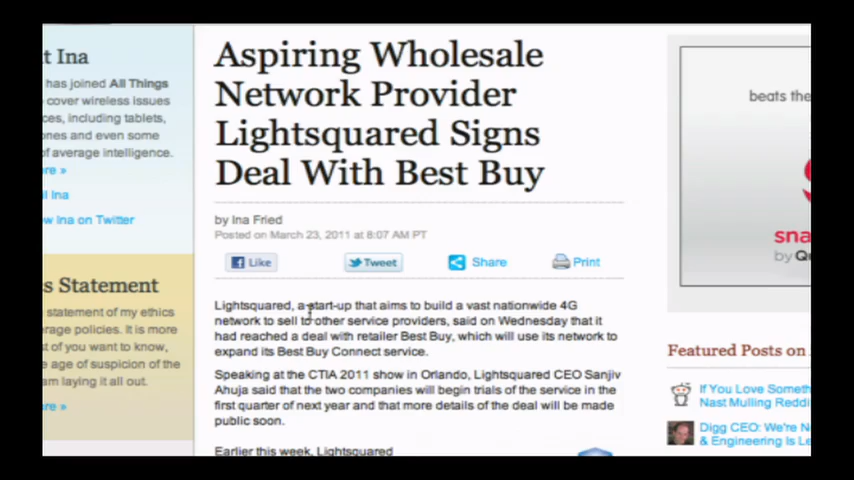 Aspiring Wholesale
Network Provider
Lightsquared Signs
Deal With Best Buy
by Ina Fried
Posted on March 23, 2011 at 8:07 AM PT
Like
Tweet
Share
Print
Lightsquared, a start-up that aims to build a vast nationwide 4G
network to sell to other service providers, said on Wednesday that it
had reached a deal with retailer Best Buy, which will use its network to
expand its Best Buy Connect service.
Speaking at the CTIA 2011 show in Orlando, Lightsquared CEO Sanjiv
Ahuja said that the two companies will begin trials of the service in the
first quarter of next year and that more details of the deal will be made
public soon.
Earlier this week, Lightsquared
t Ina
has joined All Things
cover wireless issues
ces, including tablets,
ones and even some
of average intelligence.
re »
il Ina
w Ina on Twitter
s Statement
statement of my ethics
erage policies. It is more
st of you want to know,
e age of suspicion of the
am laying it all out.
re »
beats the
sna
by Qu
Featured Posts on
If You Love Someth
Nast Mulling Reddi
Digg CEO: We're N
& Engineering Is Le